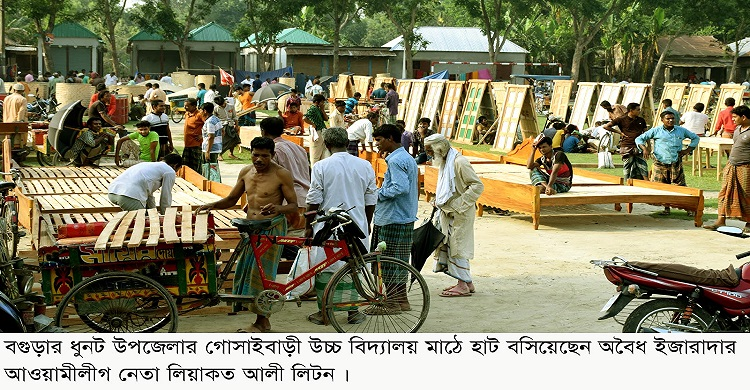 বগুড়ার ধুনট উপজেলার গোসাইবাড়ী উচ্চ বিদ্যালয় মাঠে হাট বসিয়েছেন অবৈধ ইজারাদার
আওয়ামীলীগ নেতা লিয়াকত আলী লিটন ।